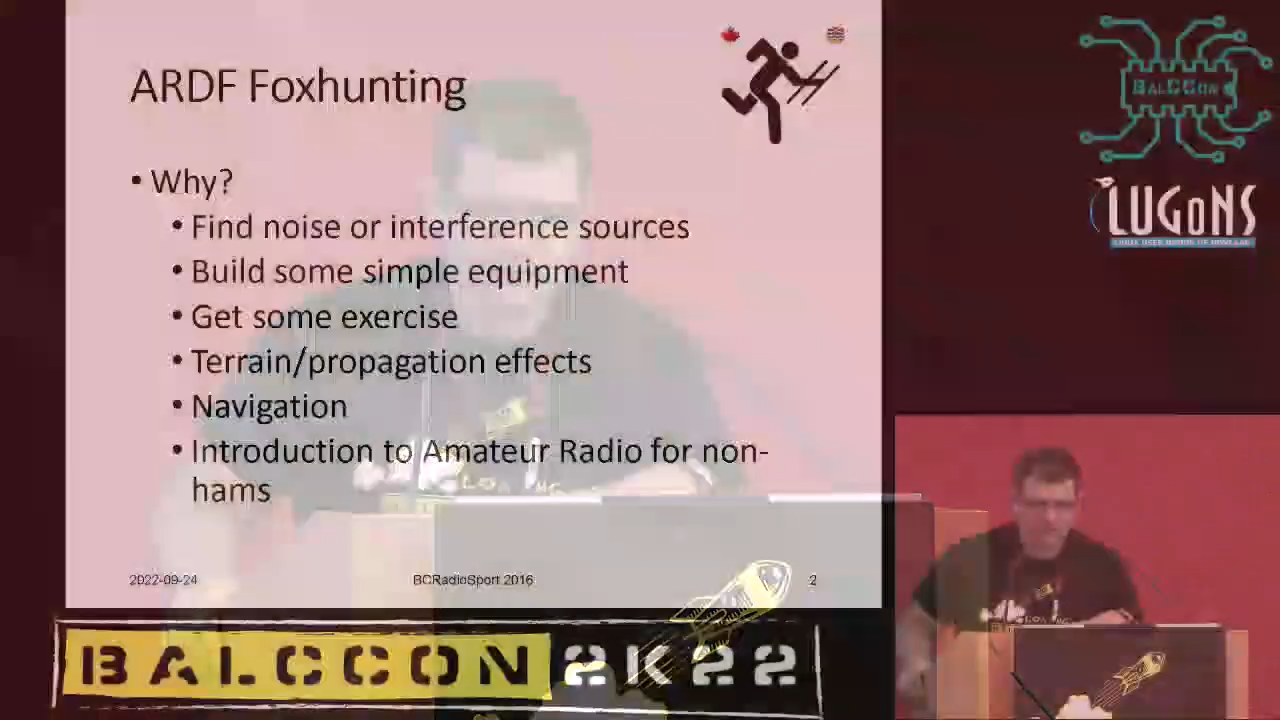 ARDF Foxhunting
• Why?
• Find noise or interference sources
• Build some simple equipment
• Get some exercise
• Terrain/propagation effects
• Navigation
• Introduction to Amateur Radio for non-
hams
2022-09-24
BCRadioSport 2016
2
BALCCON 2K22
BALCCON
LUGoNS